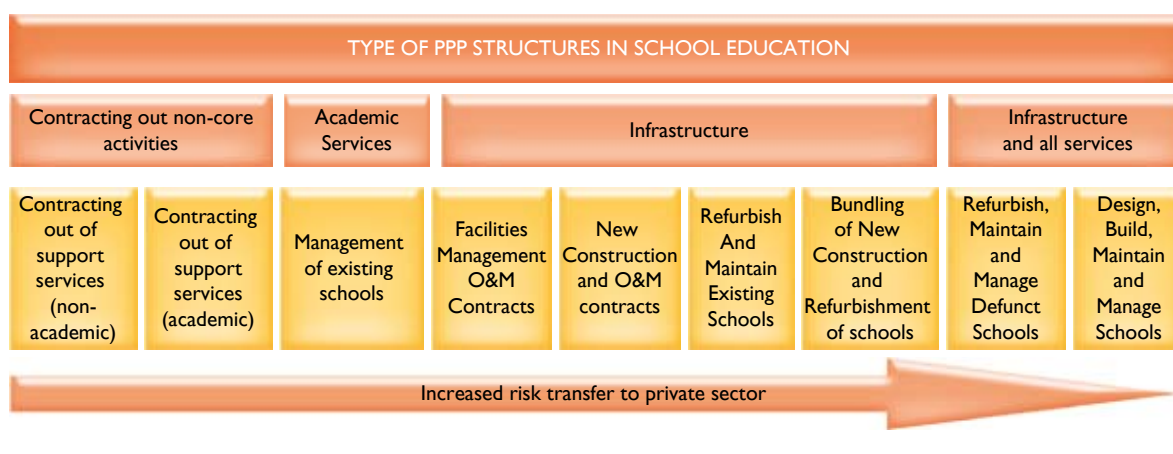 TYPE OF PPP STRUCTURES IN SCHOOL EDUCATION
Contracting out non-core
activities
Academic
Services
Infrastructure
Infrastructure
and all services
Contracting
out of
support
services
(non-
academic)
Contracting
out of
support
services
(academic)
Management
of existing
schools
Facilities
Management
O&M
Contracts
New
Construction
and O&M
contracts
Refurbish
And
Maintain
Existing
Schools
Bundling
of New
Construction
and
Refurbishment
of schools
Refurbish,
Maintain
and
Manage
Defunct
Schools
Design,
Build,
Maintain
and
Manage
Schools
Increased risk transfer to private sector